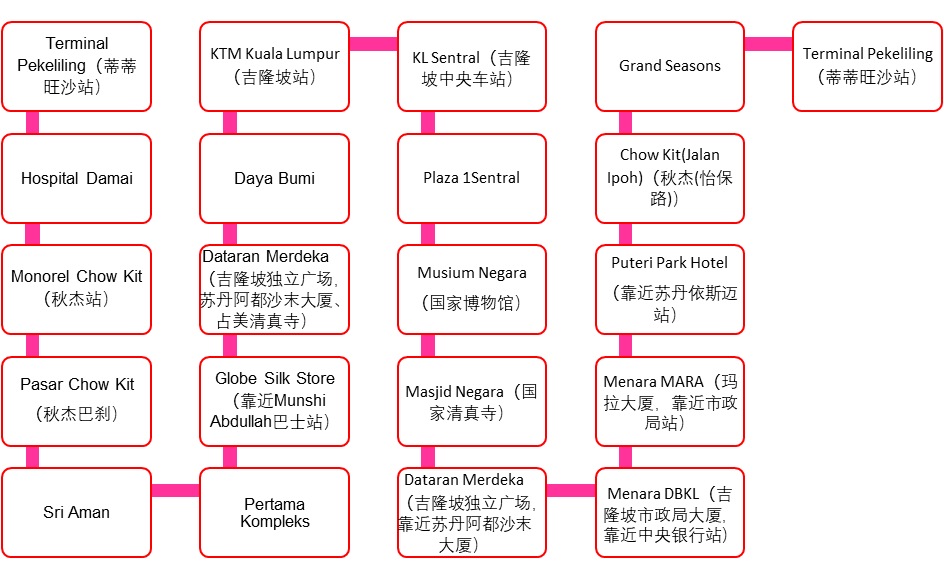 Terminal
Pekeliling（蒂蒂
旺沙站）
Hospital Damai
Monorel Chow Kit
（秋杰站）
Pasar Chow Kit
（秋杰巴刹）
Sri Aman
Pertama
Kompleks
Globe Silk Store
（靠近Munshi
Abdullah巴士站）
Dataran Merdeka
（吉隆坡独立广场，
苏丹阿都沙末大厦、
占美清真寺）
Daya Bumi
KTM Kuala Lumpur
（吉隆坡站）
KL Sentral（吉隆
坡中央车站）
Plaza 1Sentral
Musium Negara
（国家博物馆）
Masjid Negara（国
家清真寺）
Dataran Merdeka
（吉隆坡独立广场，
靠近苏丹阿都沙末
大厦）
Menara DBKL（吉
隆坡市政局大厦，
靠近中央银行站）
Menara MARA（玛
拉大厦，靠近市政
局站）
Puteri Park Hotel
（靠近苏丹依斯迈
站）
Chow Kit(Jalan
Ipoh)（秋杰(怡保
路)）
Grand Seasons
Terminal Pekeliling
（蒂蒂旺沙站）